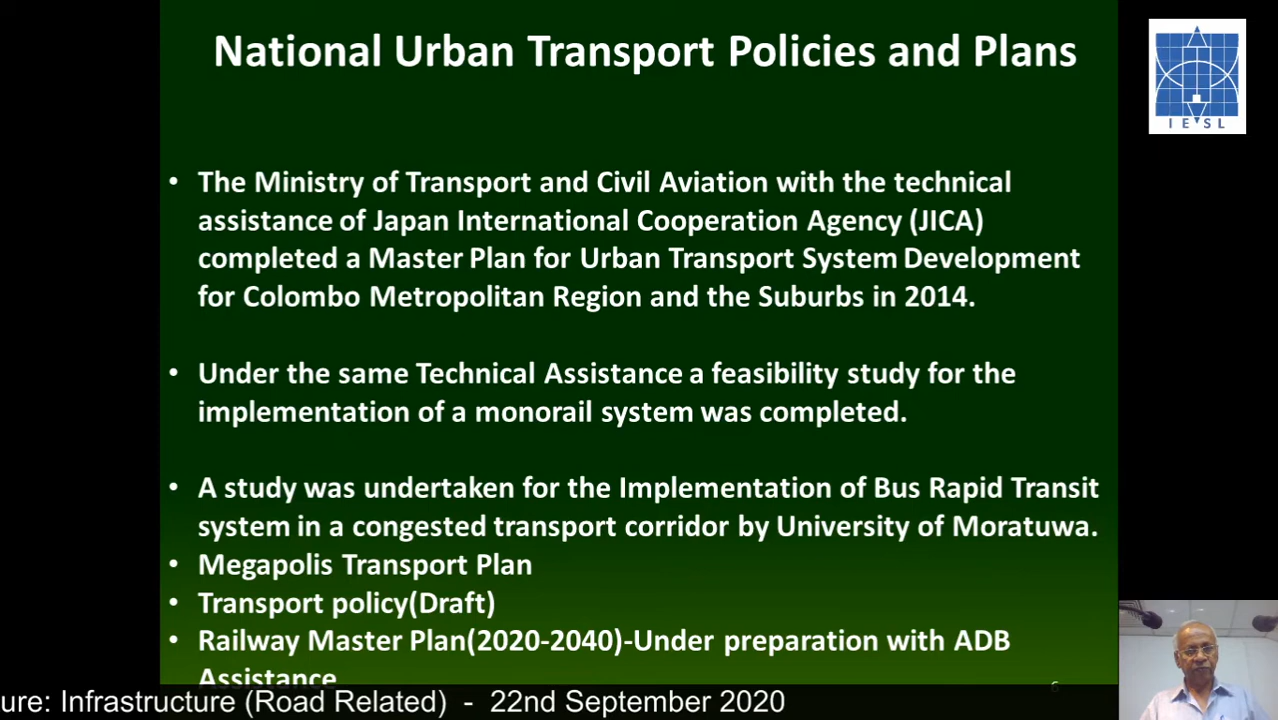 National Urban Transport Policies and Plans
IESL
• The Ministry of Transport and Civil Aviation with the technical
assistance of Japan International Cooperation Agency (JICA)
completed a Master Plan for Urban Transport System Development
for Colombo Metropolitan Region and the Suburbs in 2014.
• Under the same Technical Assistance a feasibility study for the
implementation of a monorail system was completed.
• A study was undertaken for the Implementation of Bus Rapid Transit
system in a congested transport corridor by University of Moratuwa.
• Megapolis Transport Plan
• Transport policy(Draft)
• Railway Master Plan(2020-2040)-Under preparation with ADB
Assistance
6
ure: Infrastructure (Road Related) - 22nd September 2020